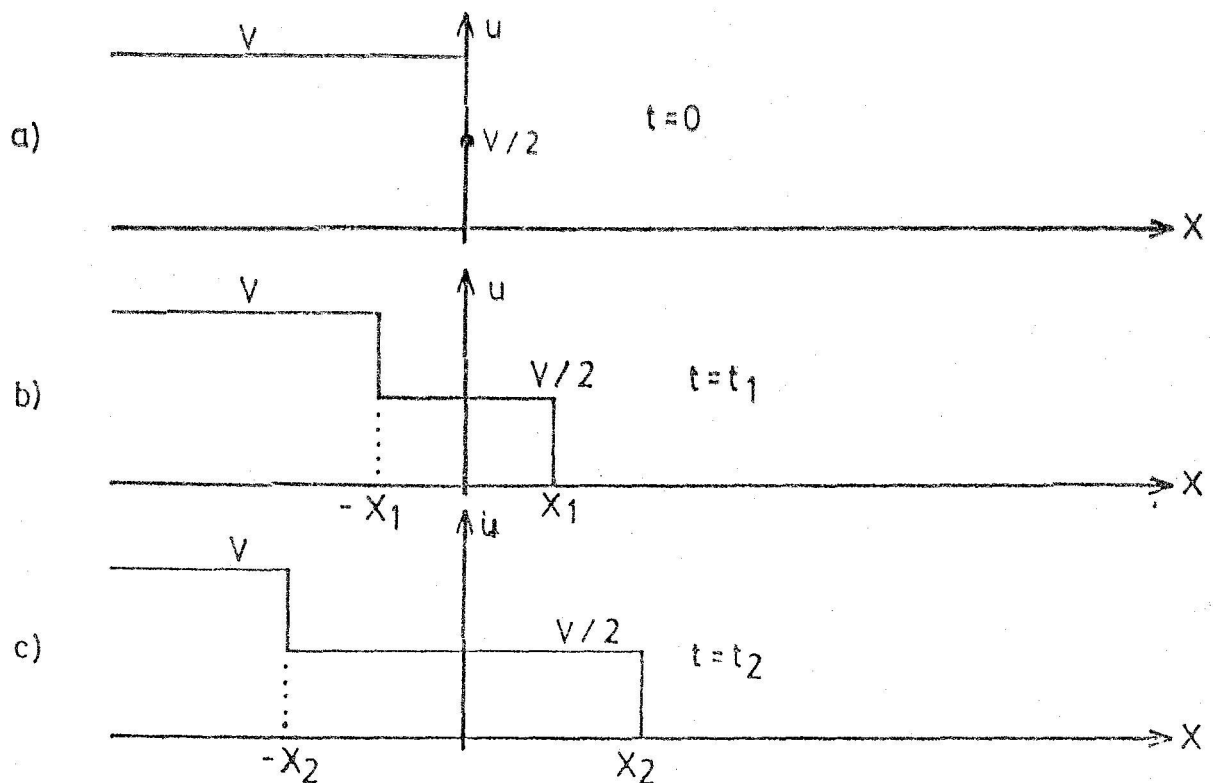 V u
a) V/2 t=0
X
V u
b) V/2 t=t₁
X
-X₁ X₁
V u
c) V/2 t=t₂
X
-X₂ X₂